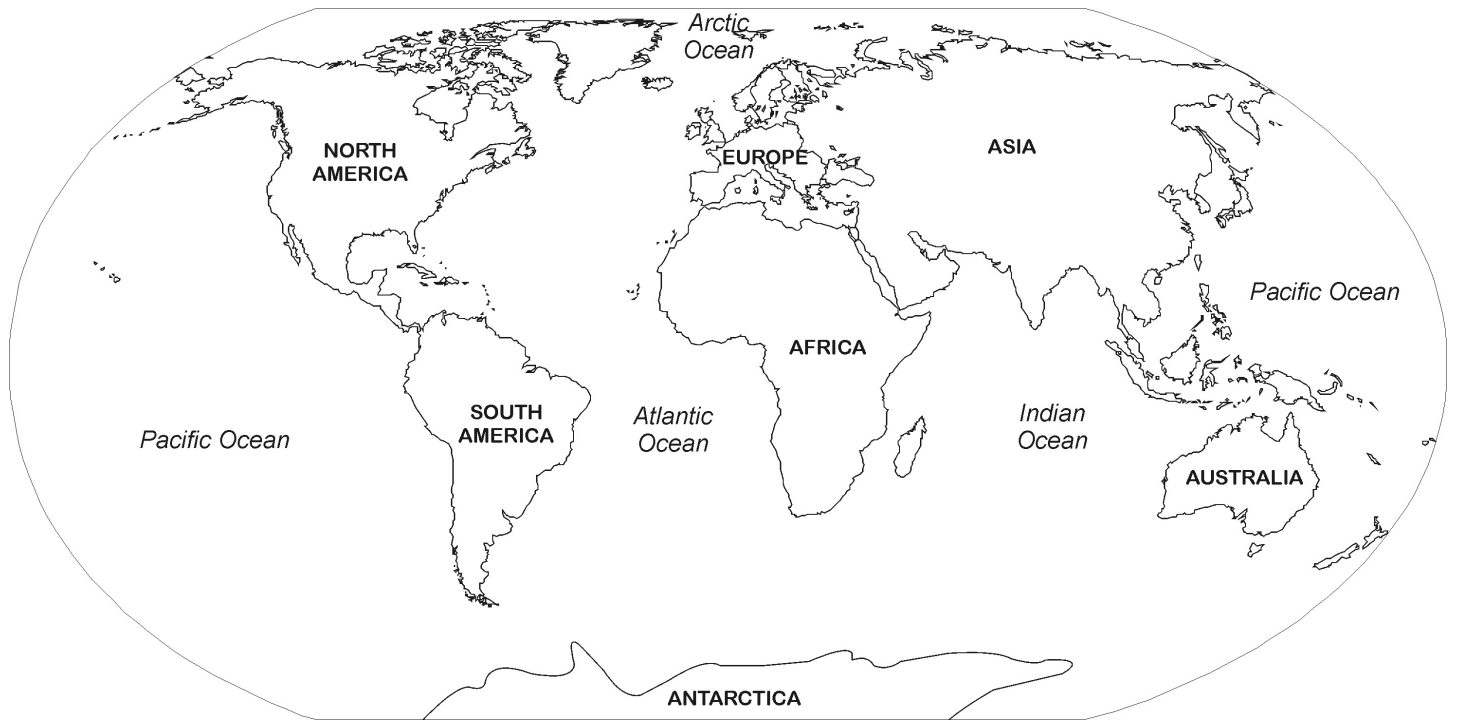 Arctic
Ocean
NORTH
AMERICA
EUROPE
ASIA
Pacific Ocean
AFRICA
SOUTH
AMERICA
Atlantic
Ocean
Indian
Ocean
Pacific Ocean
AUSTRALIA
ANTARCTICA